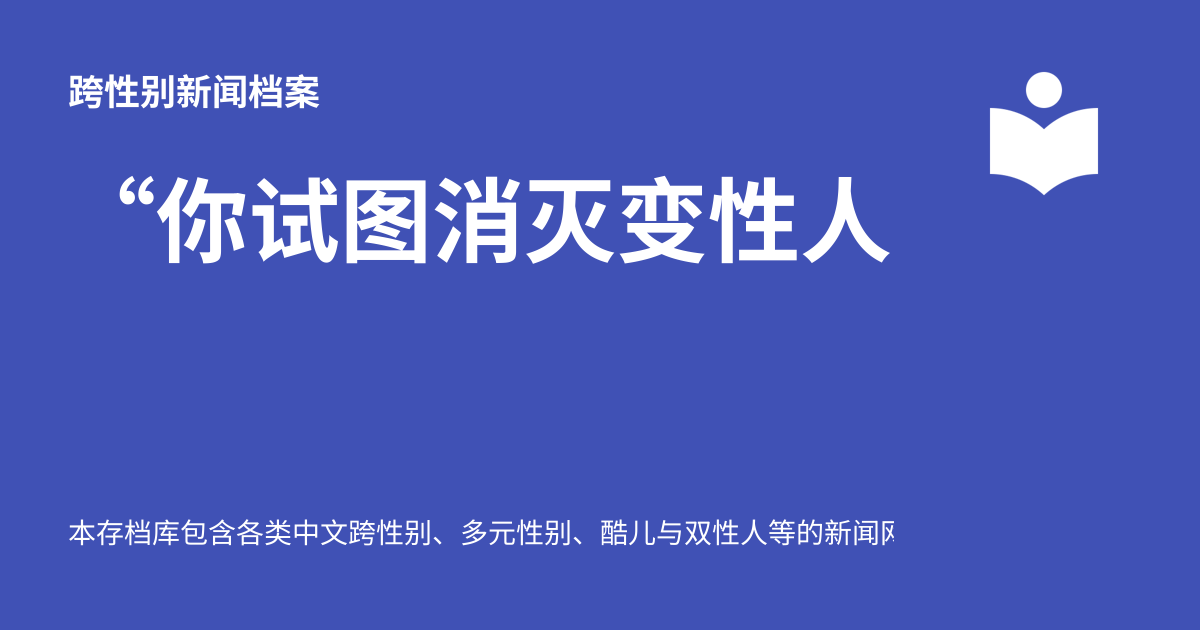 跨性别新闻档案
“你试图消灭变性人
本存档库包含各类中文跨性别、多元性别、酷儿与双性人等的新闻